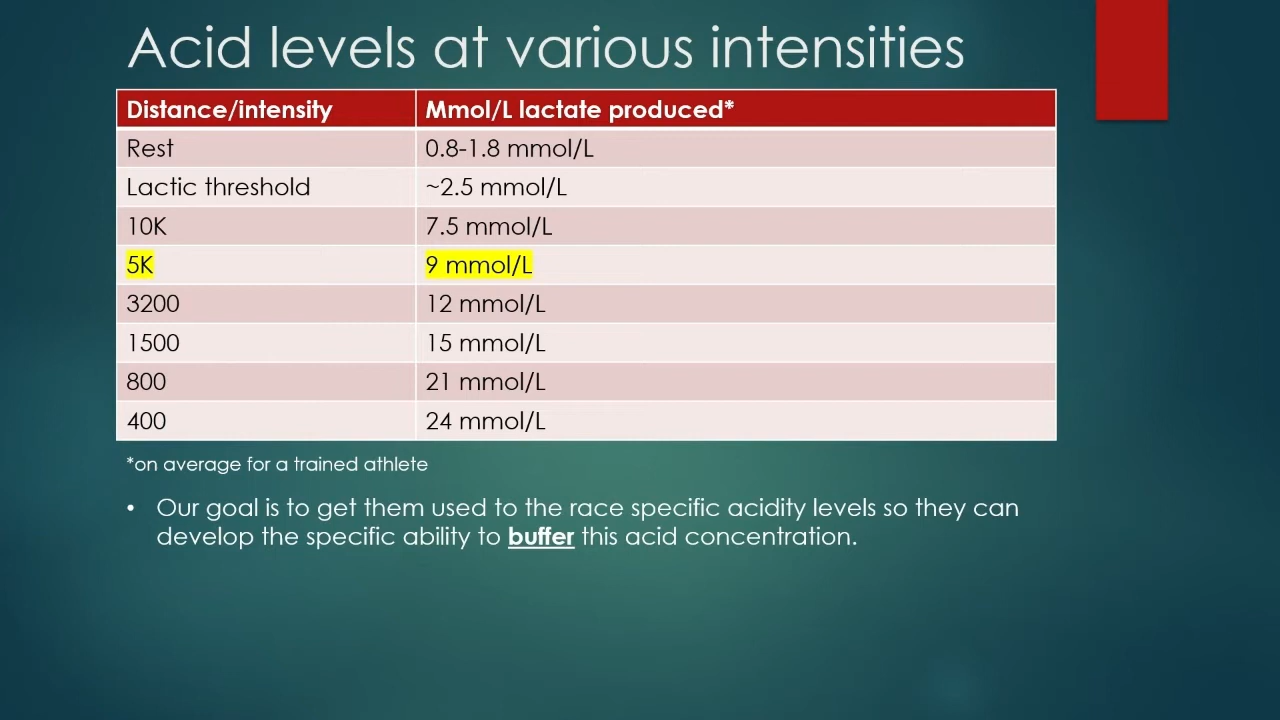 Acid levels at various intensities
Distance/intensity Mmol/L lactate produced*
Rest 0.8-1.8 mmol/L
Lactic threshold ~2.5 mmol/L
10K 7.5 mmol/L
5K 9 mmol/L
3200 12 mmol/L
1500 15 mmol/L
800 21 mmol/L
400 24 mmol/L
*on average for a trained athlete
• Our goal is to get them used to the race specific acidity levels so they can
develop the specific ability to buffer this acid concentration.